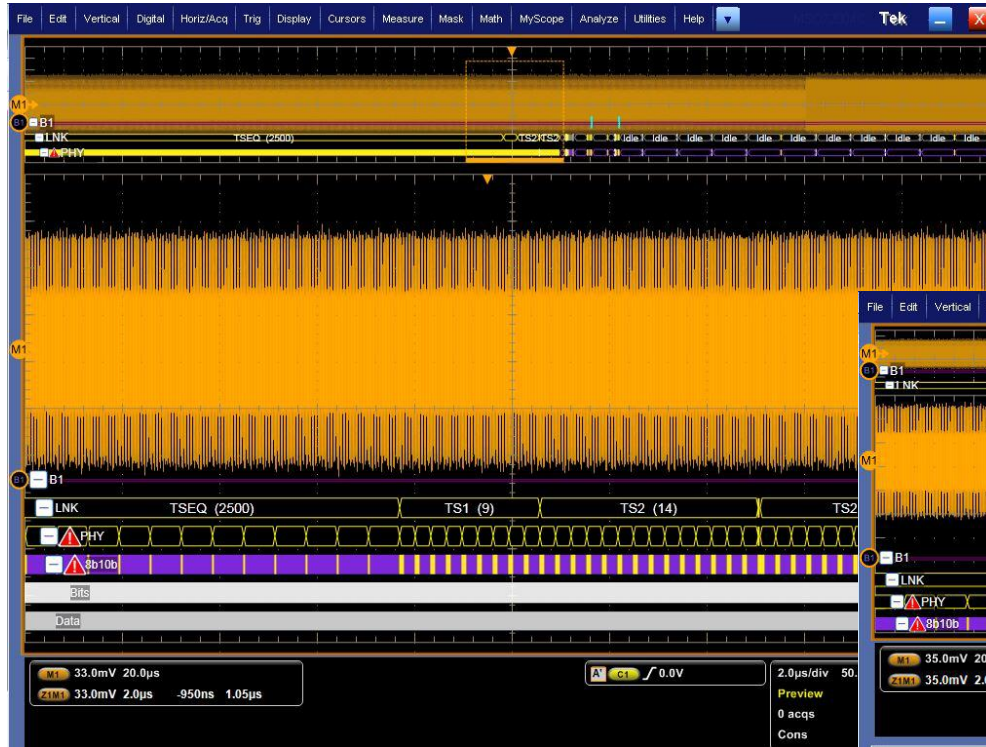 File Edit Vertical Digital Horiz/Acq Trig Display Cursors Measure Mask Math MyScope Analyze Utilities Help Tek X
M1
B1 B1
LNK TSEQ (2500) TS2 TS2 Idle Idle Idle Idle Idle Idle Idle Idle
PHY
M1
B1 B1
LNK TSEQ (2500) TS1 (9) TS2 (14) TS2
PHY
8b10b
Bits
Data
M1 33.0mV 20.0µs
Z1M1 33.0mV 2.0µs -950ns 1.05µs
A' C1 0.0V
2.0µs/div 50.
Preview
0 acqs
Cons
File Edit Vertical
M1
B1 B1
LNK
M1
B1 B1
LNK
PHY
8b10b
M1 35.0mV 20
Z1M1 35.0mV 2.0